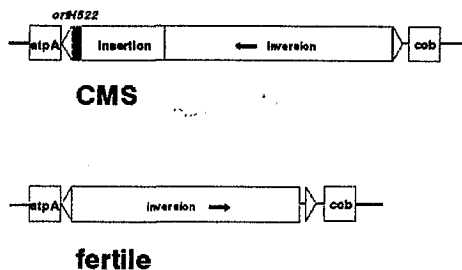 orfH522
atpA Insertion Inversion cob
CMS
atpA Inversion cob
fertile